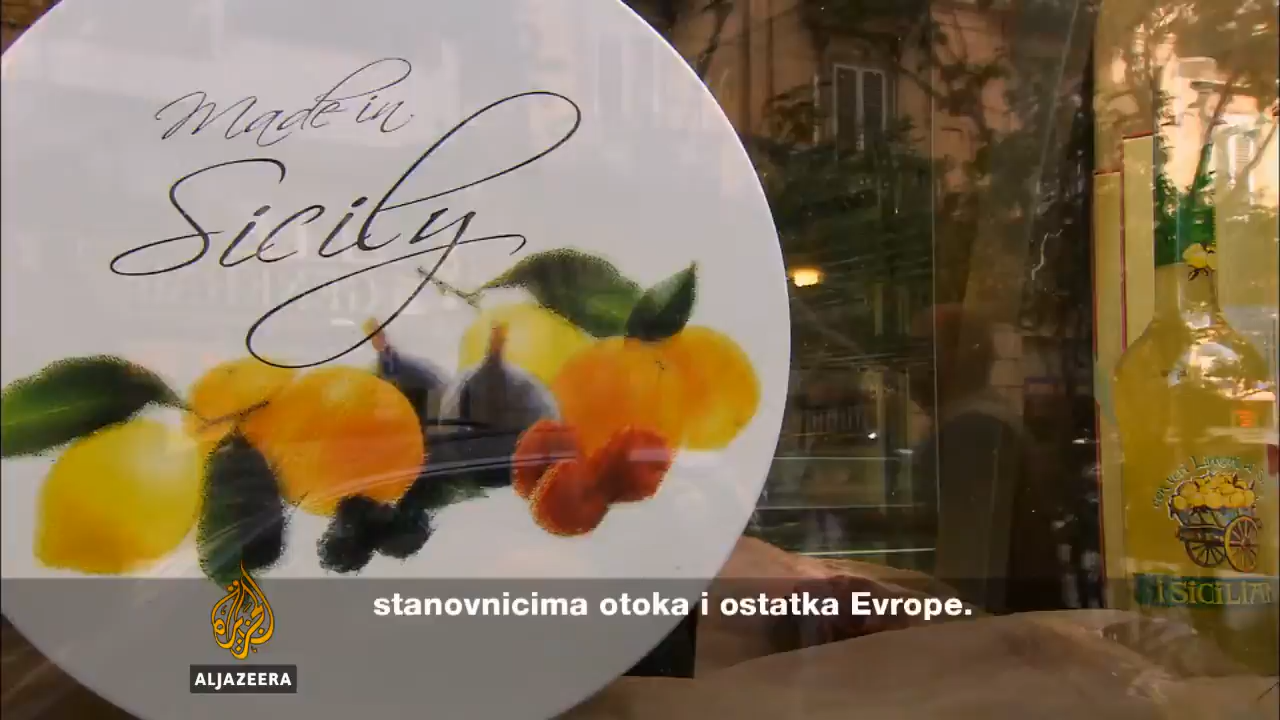 Made in
Sicily
I SICILIA
stanovnicima otoka i ostatka Evrope.
ALJAZEERA